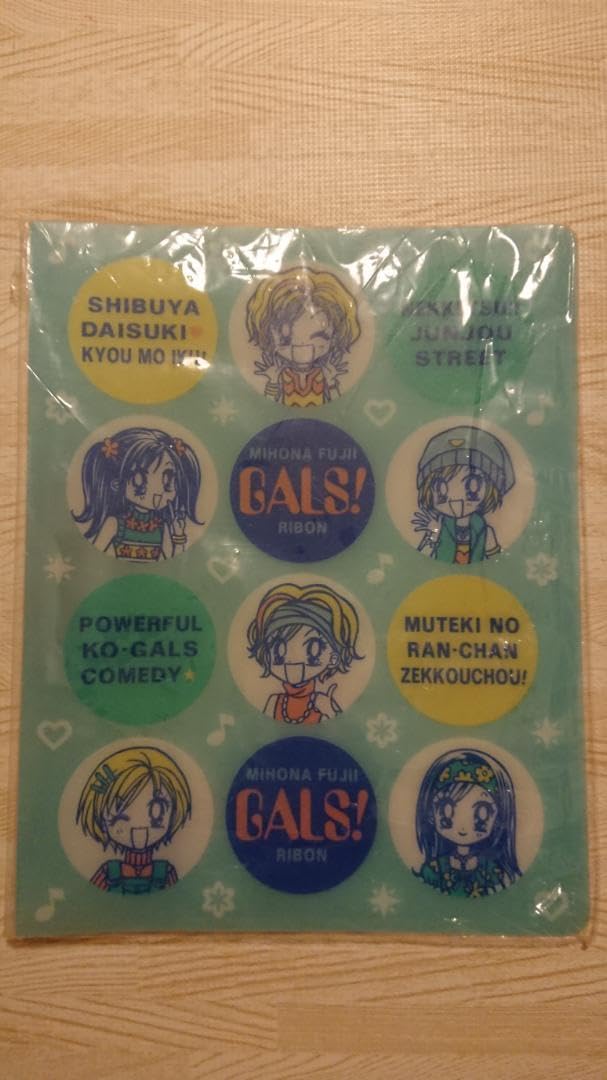 SHIBUYA
DAISUKI♥
KYOU MO IKU!
JUNJOU
STREET
MIHONA FUJII
GALS!
RIBON
POWERFUL
KO-GALS
COMEDY★
MUTEKI NO
RAN-CHAN
ZEKKOUCHOU!
MIHONA FUJII
GALS!
RIBON